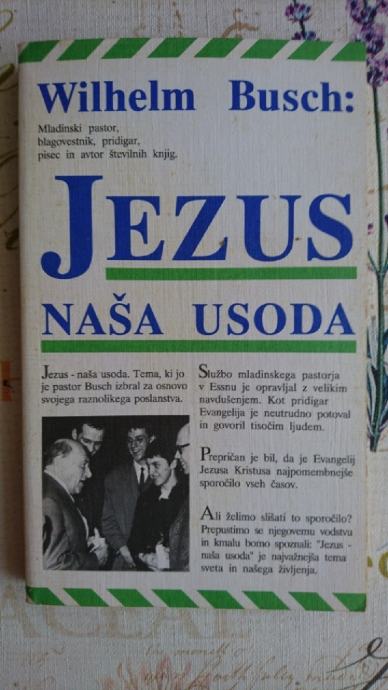 Wilhelm Busch:
Mladinski pastor,
blagovestnik, pridigar,
pisec in avtor številnih knjig.
JEZUS
NAŠA USODA
Jezus - naša usoda. Tema, ki jo
je pastor Busch izbral za osnovo
svojega raznolikega poslanstva.
Službo mladinskega pastorja
v Essnu je opravljal z velikim
navdušenjem. Kot pridigar
Evangelija je neutrudno potoval
in govoril tisočim ljudem.
Prepričan je bil, da je Evangelij
Jezusa Kristusa najpomembnejše
sporočilo vseh časov.
Ali želimo slišati to sporočilo?
Prepustimo se njegovemu vodstvu
in kmalu bomo spoznali: "Jezus -
naša usoda" je najvažnejša tema
sveta in našega življenja.